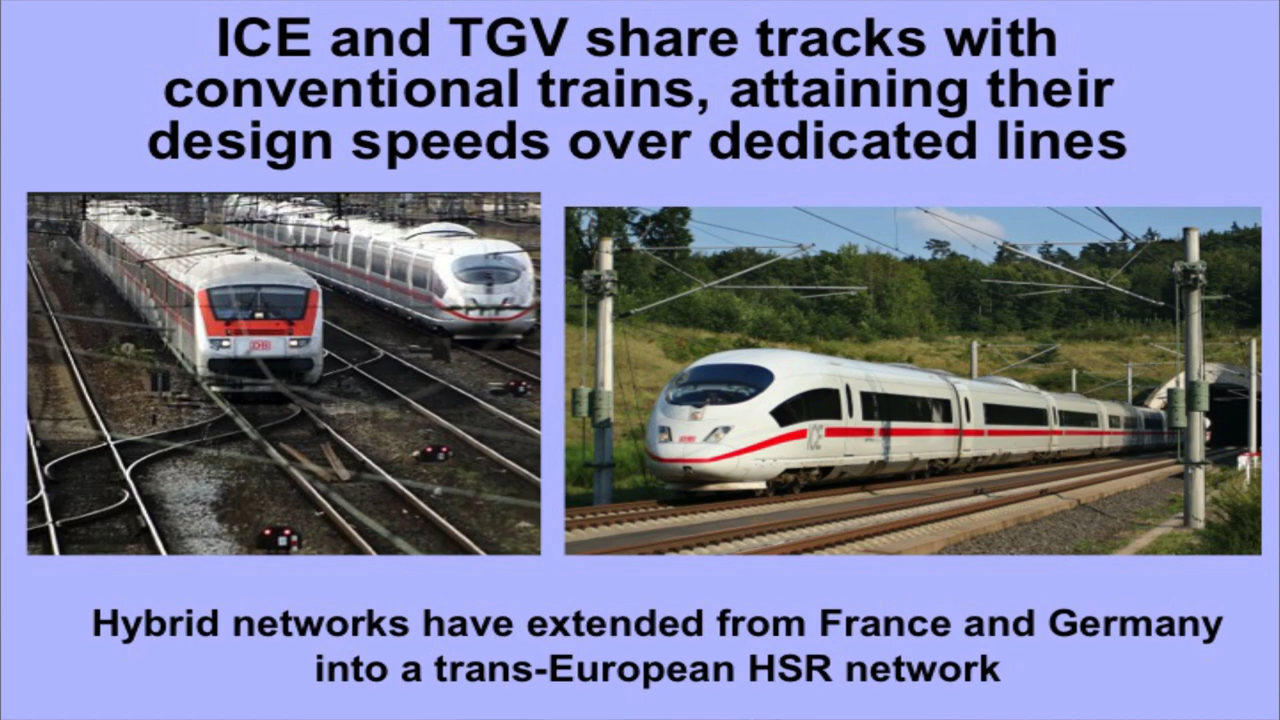 ICE and TGV share tracks with
conventional trains, attaining their
design speeds over dedicated lines
DB
ICE
Hybrid networks have extended from France and Germany
into a trans-European HSR network